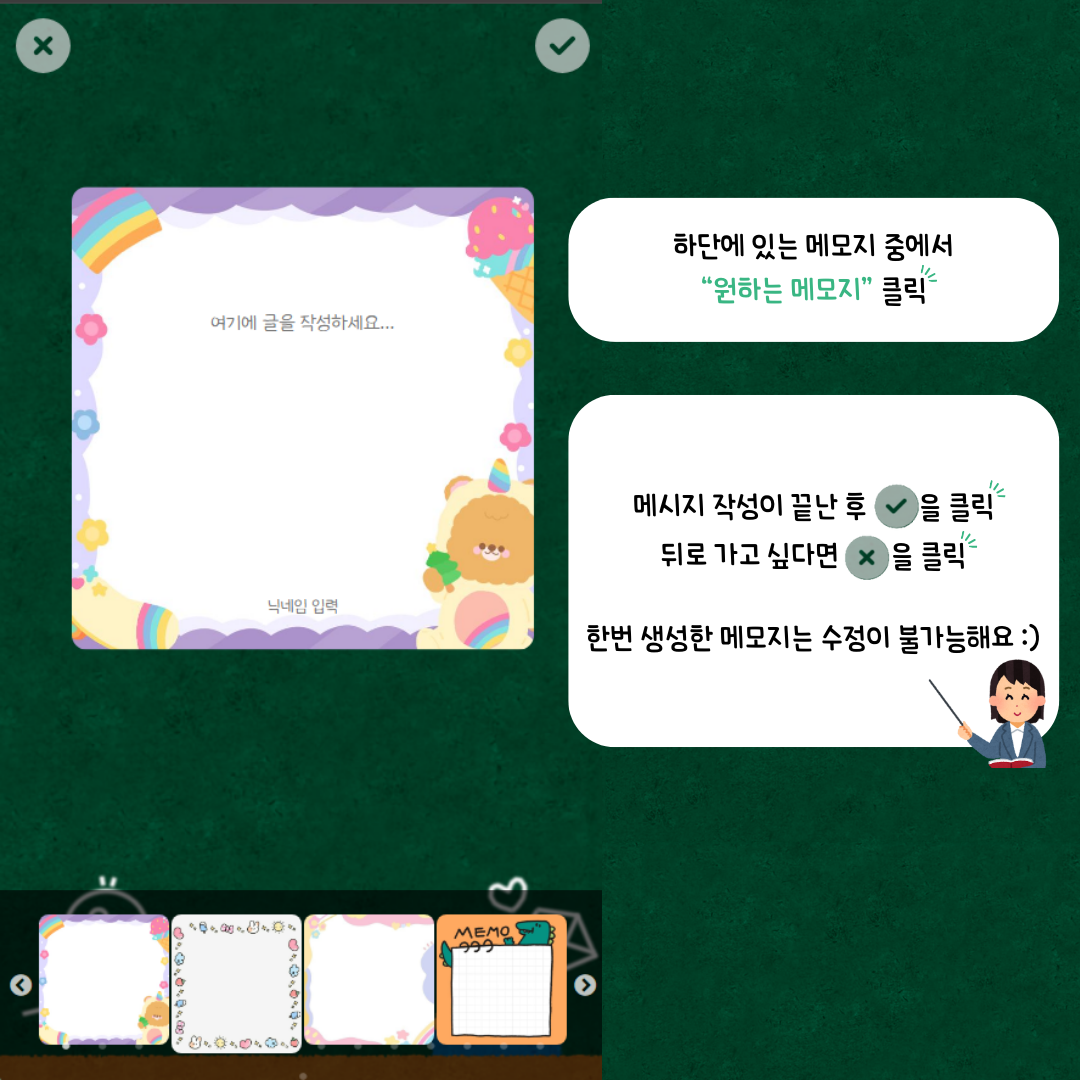 여기에 글을 작성하세요...
닉네임 입력
하단에 있는 메모지 중에서
“원하는 메모지” 클릭
메시지 작성이 끝난 후 을 클릭
뒤로 가고 싶다면 을 클릭
한번 생성한 메모지는 수정이 불가능해요 :)
MEMO